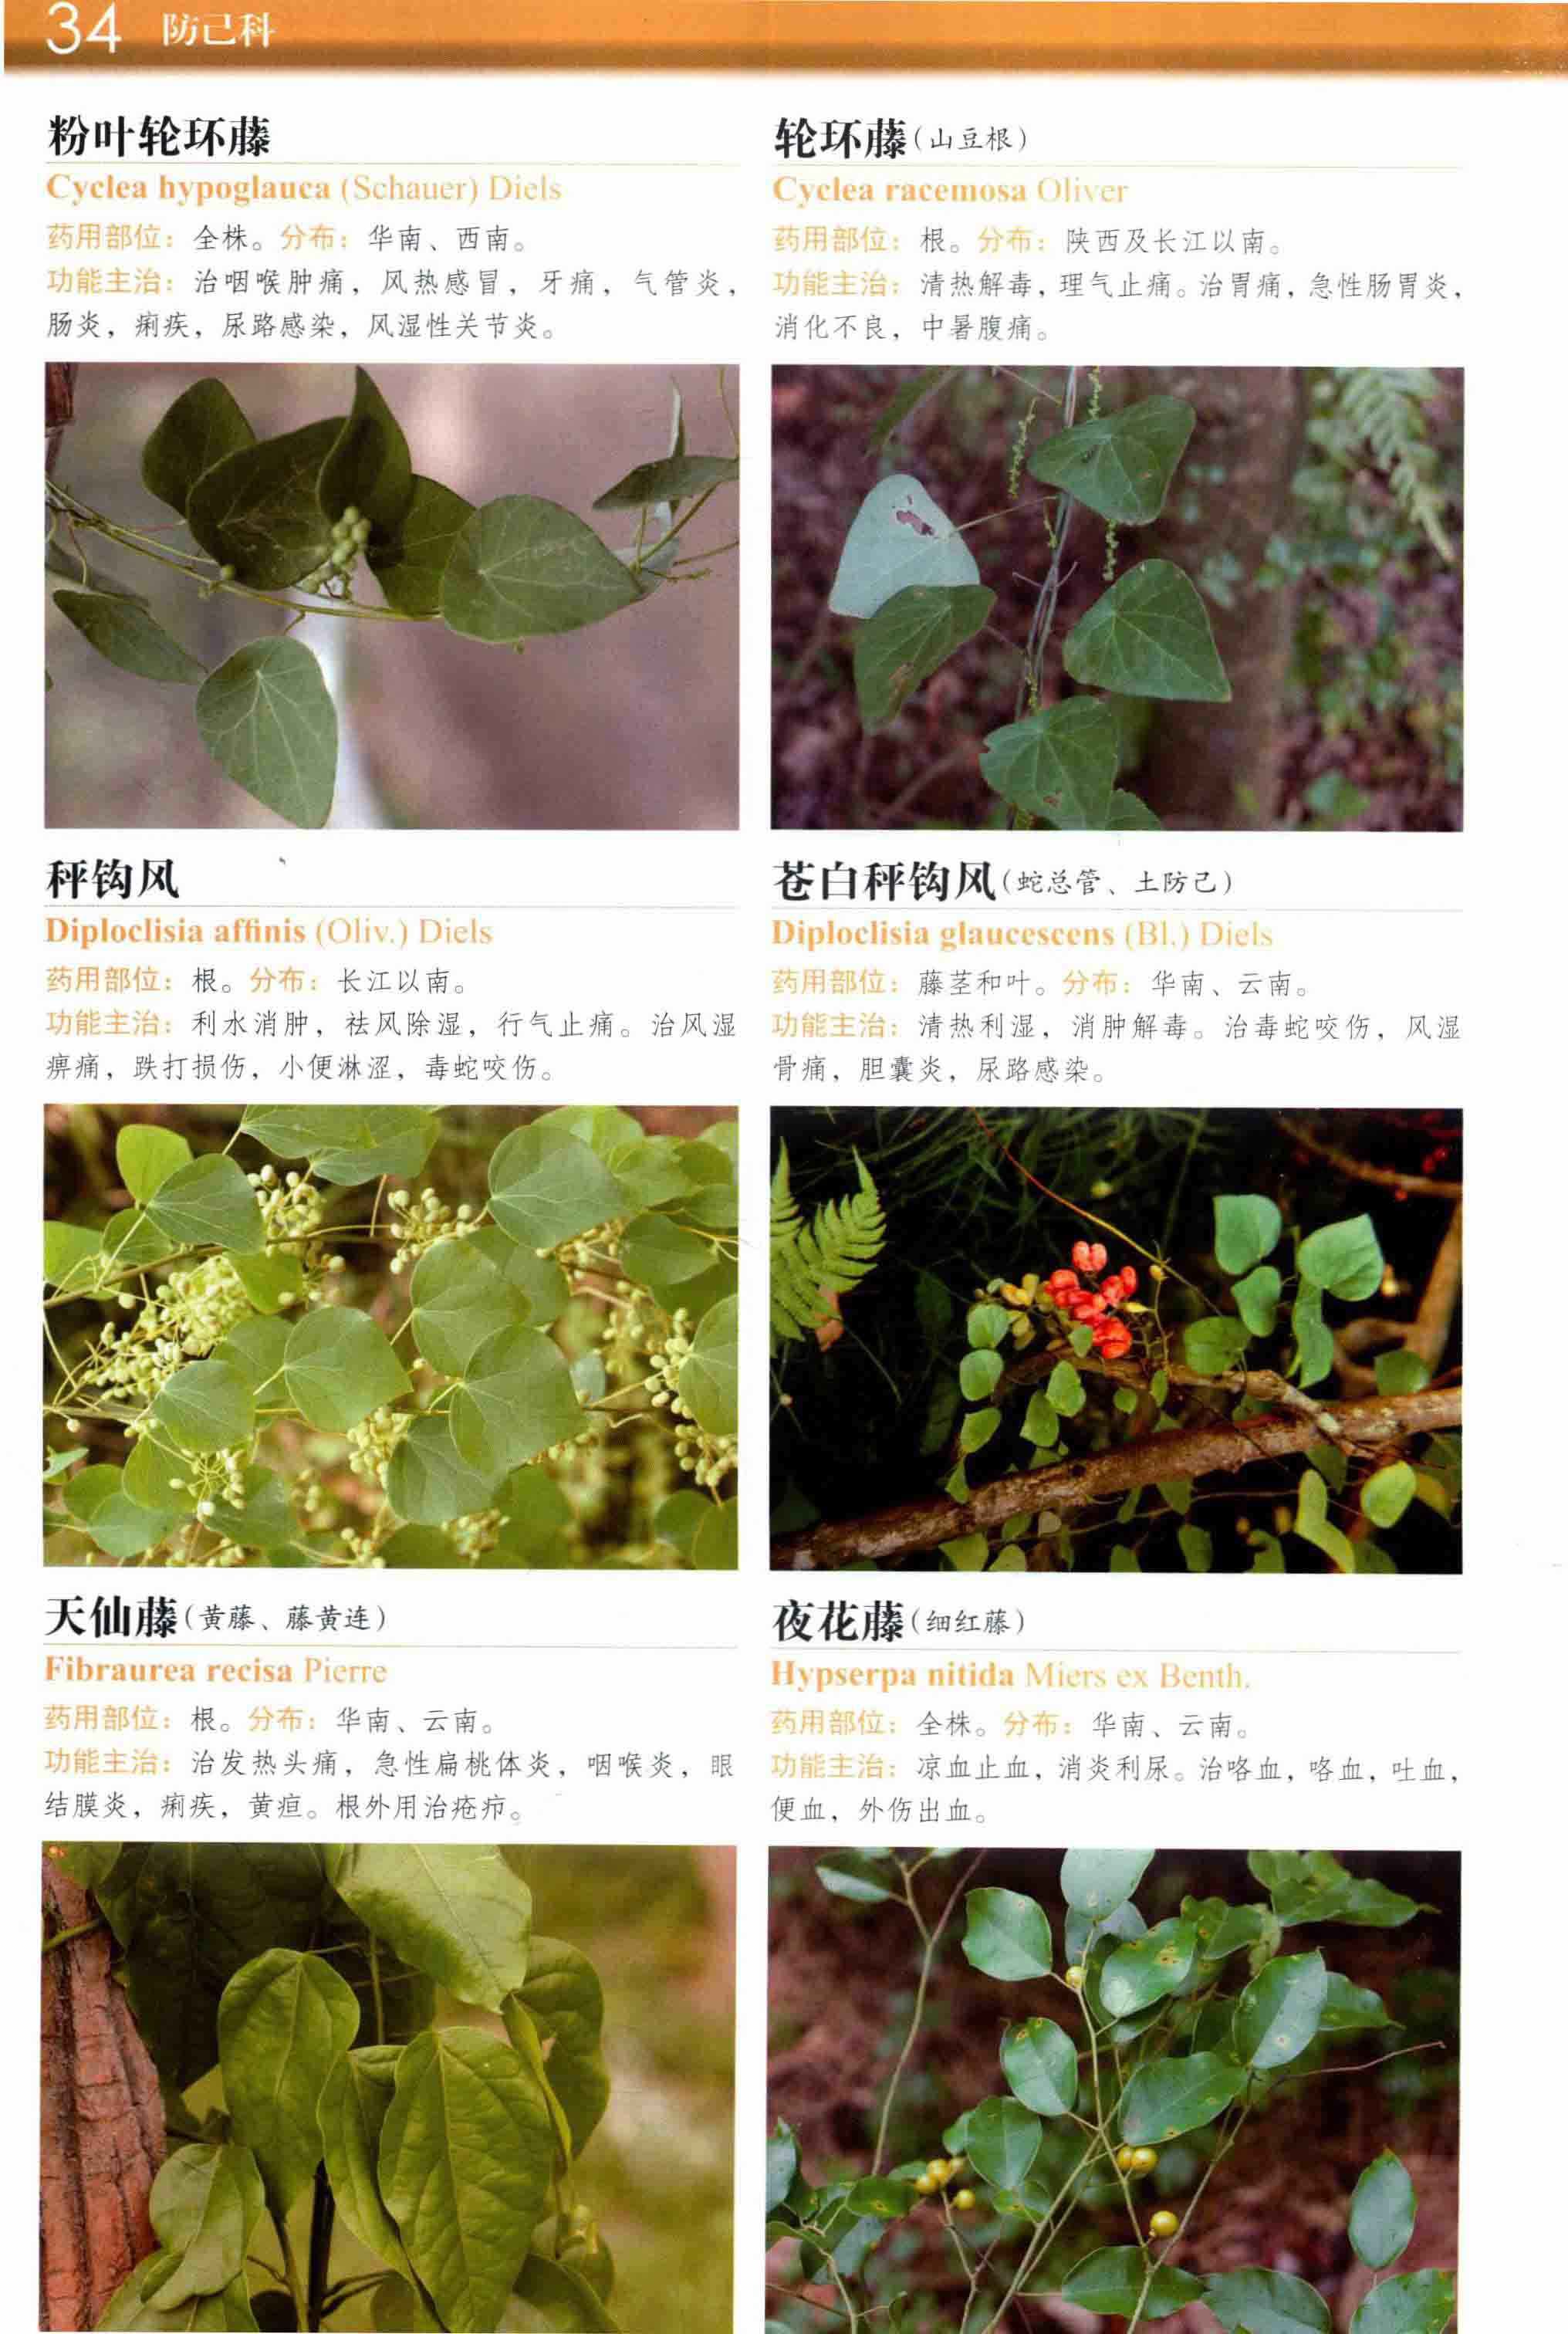 34 防己科
粉叶轮环藤
Cyclea hypoglauca (Schauer) Diels
药用部位：全株。分布：华南、西南。
功能主治：治咽喉肿痛，风热感冒，牙痛，气管炎，
肠炎，痢疾，尿路感染，风湿性关节炎。
轮环藤（山豆根）
Cyclea racemosa Oliver
药用部位：根。分布：陕西及长江以南。
功能主治：清热解毒，理气止痛。治胃痛，急性肠胃炎，
消化不良，中暑腹痛。
秤钩风
Diploclisia affinis (Oliv.) Diels
药用部位：根。分布：长江以南。
功能主治：利水消肿，祛风除湿，行气止痛。治风湿
痹痛，跌打损伤，小便淋涩，毒蛇咬伤。
苍白秤钩风（蛇总管、土防己）
Diploclisia glaucescens (Bl.) Diels
药用部位：藤茎和叶。分布：华南、云南。
功能主治：清热利湿，消肿解毒。治毒蛇咬伤，风湿
骨痛，胆囊炎，尿路感染。
天仙藤（黄藤、藤黄连）
Fibraurea recisa Pierre
药用部位：根。分布：华南、云南。
功能主治：治发热头痛，急性扁桃体炎，咽喉炎，眼
结膜炎，痢疾，黄疸。根外用治疮疖。
夜花藤（细红藤）
Hypserpa nitida Miers ex Benth.
药用部位：全株。分布：华南、云南。
功能主治：凉血止血，消炎利尿。治咯血，咯血，吐血，
便血，外伤出血。